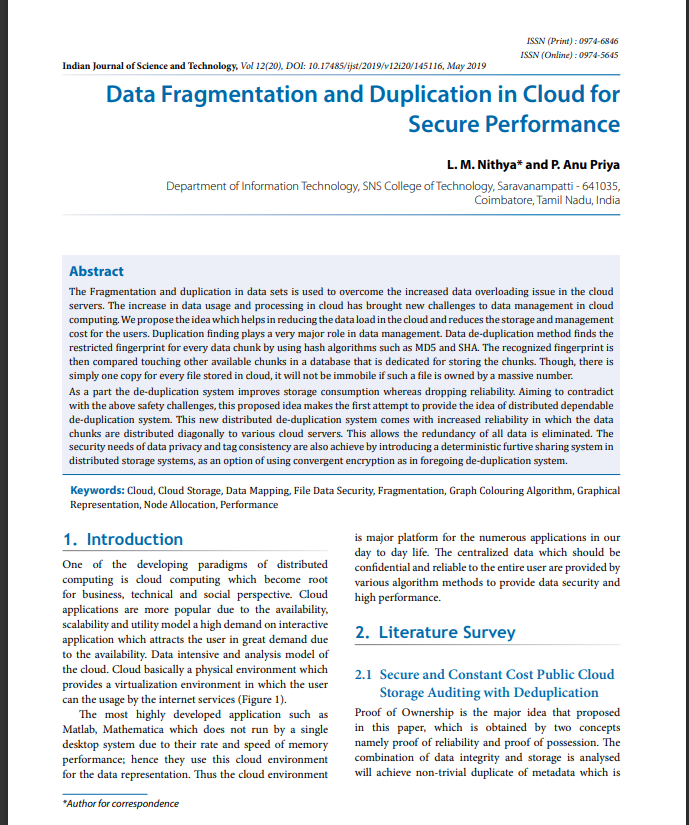 ISSN (Print) : 0974-6846
ISSN (Online) : 0974-5645
Indian Journal of Science and Technology, Vol 12(20), DOI: 10.17485/ijst/2019/v12i20/145116, May 2019
Data Fragmentation and Duplication in Cloud for
Secure Performance
L. M. Nithya* and P. Anu Priya
Department of Information Technology, SNS College of Technology, Saravanampatti - 641035,
Coimbatore, Tamil Nadu, India
Abstract
The Fragmentation and duplication in data sets is used to overcome the increased data overloading issue in the cloud
servers. The increase in data usage and processing in cloud has brought new challenges to data management in cloud
computing. We propose the idea which helps in reducing the data load in the cloud and reduces the storage and management
cost for the users. Duplication finding plays a very major role in data management. Data de-duplication method finds the
restricted fingerprint for every data chunk by using hash algorithms such as MD5 and SHA. The recognized fingerprint is
then compared touching other available chunks in a database that is dedicated for storing the chunks. Though, there is
simply one copy for every file stored in cloud, it will not be immobile if such a file is owned by a massive number.
As a part the de-duplication system improves storage consumption whereas dropping reliability. Aiming to contradict
with the above safety challenges, this proposed idea makes the first attempt to provide the idea of distributed dependable
de-duplication system. This new distributed de-duplication system comes with increased reliability in which the data
chunks are distributed diagonally to various cloud servers. This allows the redundancy of all data is eliminated. The
security needs of data privacy and tag consistency are also achieve by introducing a deterministic furtive sharing system in
distributed storage systems, as an option of using convergent encryption as in foregoing de-duplication system.
Keywords: Cloud, Cloud Storage, Data Mapping, File Data Security, Fragmentation, Graph Colouring Algorithm, Graphical
Representation, Node Allocation, Performance
1. Introduction
One of the developing paradigms of distributed
computing is cloud computing which become root
for business, technical and social perspective. Cloud
applications are more popular due to the availability,
scalability and utility model a high demand on interactive
application which attracts the user in great demand due
to the availability. Data intensive and analysis model of
the cloud. Cloud basically a physical environment which
provides a virtualization environment in which the user
can the usage by the internet services (Figure 1).
The most highly developed application such as
Matlab, Mathematica which does not run by a single
desktop system due to their rate and speed of memory
performance; hence they use this cloud environment
for the data representation. Thus the cloud environment
*Author for correspondence
is major platform for the numerous applications in our
day to day life. The centralized data which should be
confidential and reliable to the entire user are provided by
various algorithm methods to provide data security and
high performance.
2. Literature Survey
2.1 Secure and Constant Cost Public Cloud
Storage Auditing with Deduplication
Proof of Ownership is the major idea that proposed
in this paper, which is obtained by two concepts
namely proof of reliability and proof of possession. The
combination of data integrity and storage is analysed
will achieve non-trivial duplicate of metadata which is